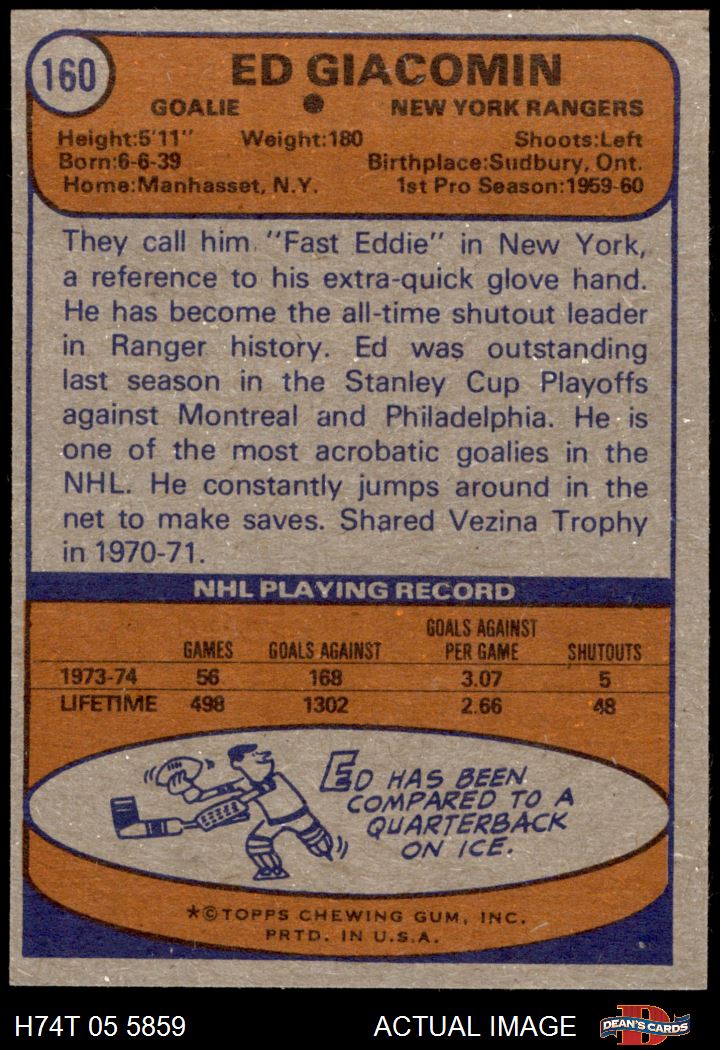 160
ED GIACOMIN
GOALIE ● NEW YORK RANGERS
Height:5'11" Weight:180 Shoots:Left
Born:6-6-39 Birthplace:Sudbury, Ont.
Home:Manhasset, N.Y. 1st Pro Season:1959-60
They call him "Fast Eddie" in New York,
a reference to his extra-quick glove hand.
He has become the all-time shutout leader
in Ranger history. Ed was outstanding
last season in the Stanley Cup Playoffs
against Montreal and Philadelphia. He is
one of the most acrobatic goalies in the
NHL. He constantly jumps around in the
net to make saves. Shared Vezina Trophy
in 1970-71.
NHL PLAYING RECORD
GAMES GOALS AGAINST GOALS AGAINST PER GAME SHUTOUTS
1973-74 56 168 3.07 5
LIFETIME 498 1302 2.66 48
ED HAS BEEN
COMPARED TO A
QUARTERBACK
ON ICE.
*©TOPPS CHEWING GUM, INC.
PRTD. IN U.S.A.
H74T 05 5859 ACTUAL IMAGE D DEAN'S CARDS